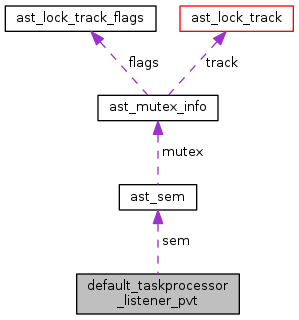 ast_lock_track_flags
ast_lock_track
flags
track
ast_mutex_info
mutex
ast_sem
sem
default_taskprocessor
_listener_pvt